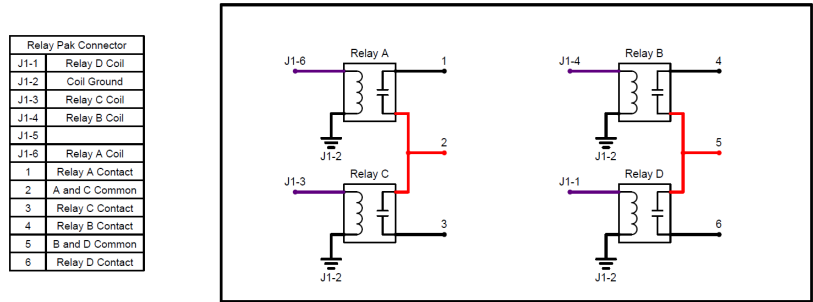 Relay Pak Connector
J1-1 Relay D Coil
J1-2 Coil Ground
J1-3 Relay C Coil
J1-4 Relay B Coil
J1-5
J1-6 Relay A Coil
1 Relay A Contact
2 A and C Common
3 Relay C Contact
4 Relay B Contact
5 B and D Common
6 Relay D Contact
Relay A
J1-6
1
J1-2
2
Relay C
J1-3
3
J1-2
Relay B
J1-4
4
J1-2
5
Relay D
J1-1
6
J1-2